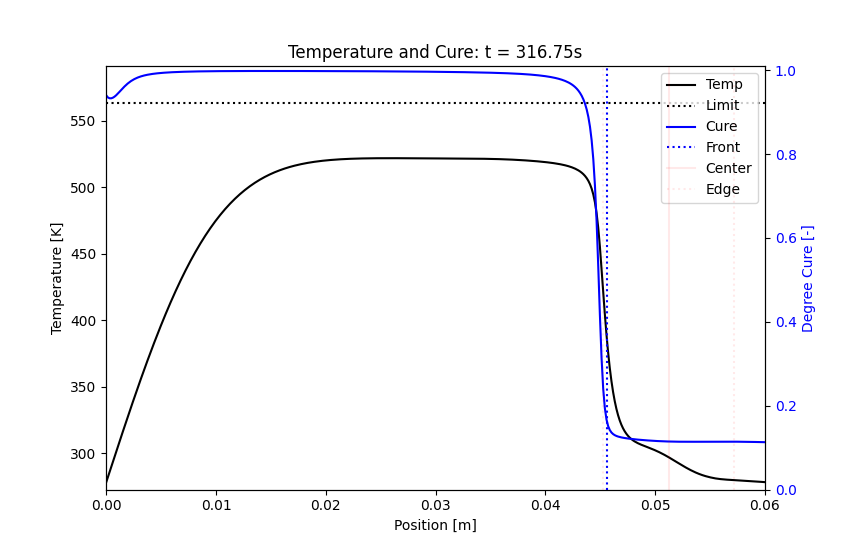 Temperature and Cure: t = 316.75s
Temp
Limit
Cure
Front
Center
Edge
Temperature [K]
550
500
450
400
350
300
Degree Cure [-]
1.0
0.8
0.6
0.4
0.2
0.0
0.00 0.01 0.02 0.03 0.04 0.05 0.06
Position [m]